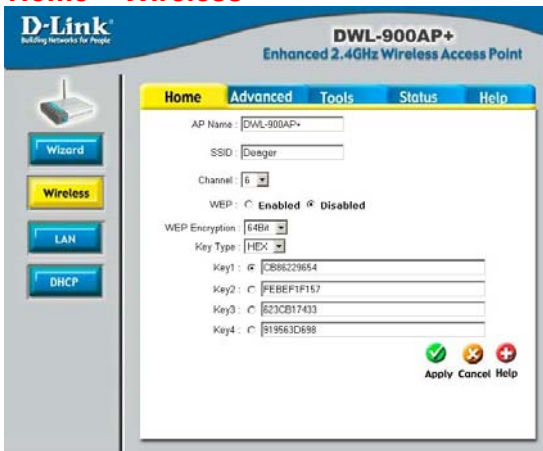 Home > Wireless
D-Link
Building Networks for People
DWL-900AP+
Enhanced 2.4GHz Wireless Access Point
Home Advanced Tools Status Help
AP Name : DWL-900AP+
Wizard
SSID : Deager
Channel : 6
Wireless
WEP : Enabled Disabled
WEP Encryption : 64Bit
LAN
Key Type : HEX
Key1 : CB86229654
DHCP
Key2 : FEBEF1F157
Key3 : 623CB17433
Key4 : 919563D698
Apply Cancel Help